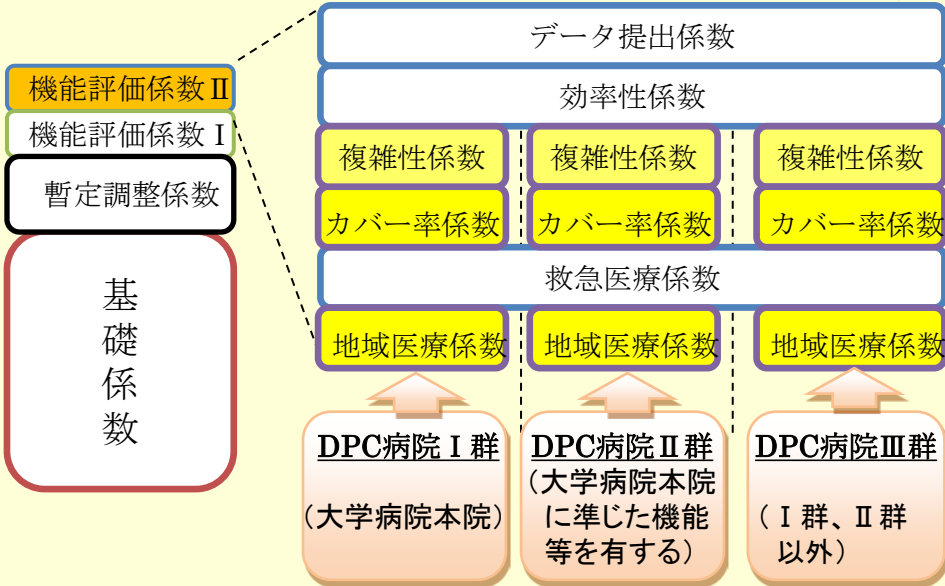 機能評価係数Ⅱ
機能評価係数Ⅰ
暫定調整係数
基
礎
係
数
データ提出係数
効率性係数
複雑性係数 複雑性係数 複雑性係数
カバー率係数 カバー率係数 カバー率係数
救急医療係数
地域医療係数 地域医療係数 地域医療係数
DPC病院Ⅰ群
(大学病院本院)
DPC病院Ⅱ群
(大学病院本院
に準じた機能
等を有する)
DPC病院Ⅲ群
(Ⅰ群、Ⅱ群
以外)